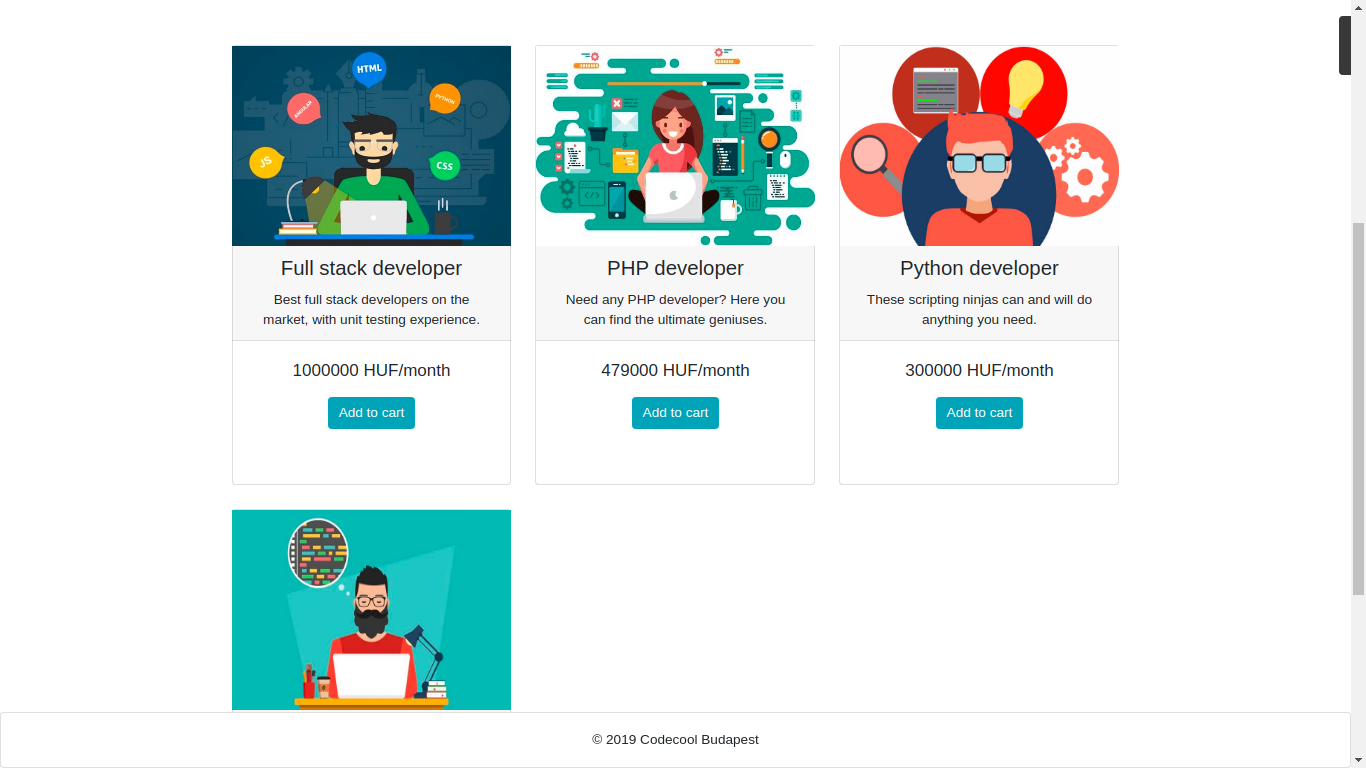 HTML
ANGULAR
PYTHON
JS
CSS
Full stack developer
Best full stack developers on the
market, with unit testing experience.
1000000 HUF/month
Add to cart
PHP developer
Need any PHP developer? Here you
can find the ultimate geniuses.
479000 HUF/month
Add to cart
Python developer
These scripting ninjas can and will do
anything you need.
300000 HUF/month
Add to cart
© 2019 Codecool Budapest